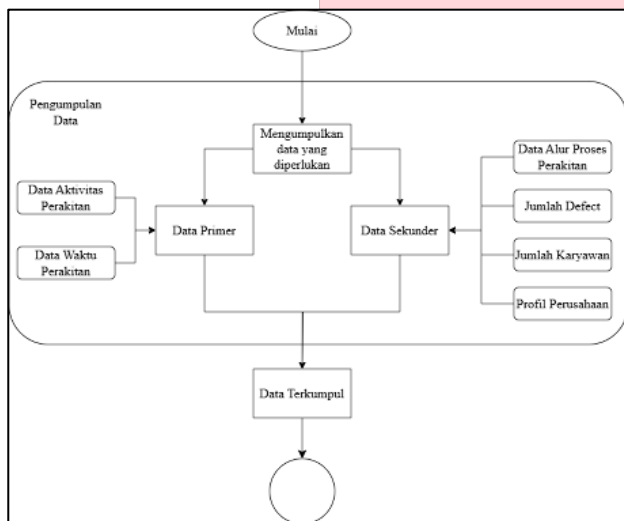 Mulai
Pengumpulan
Data
Mengumpulkan
data yang
diperlukan
Data Aktivitas
Perakitan
Data Waktu
Perakitan
Data Primer
Data Sekunder
Data Alur Proses
Perakitan
Jumlah Defect
Jumlah Karyawan
Profil Perusahaan
Data Terkumpul